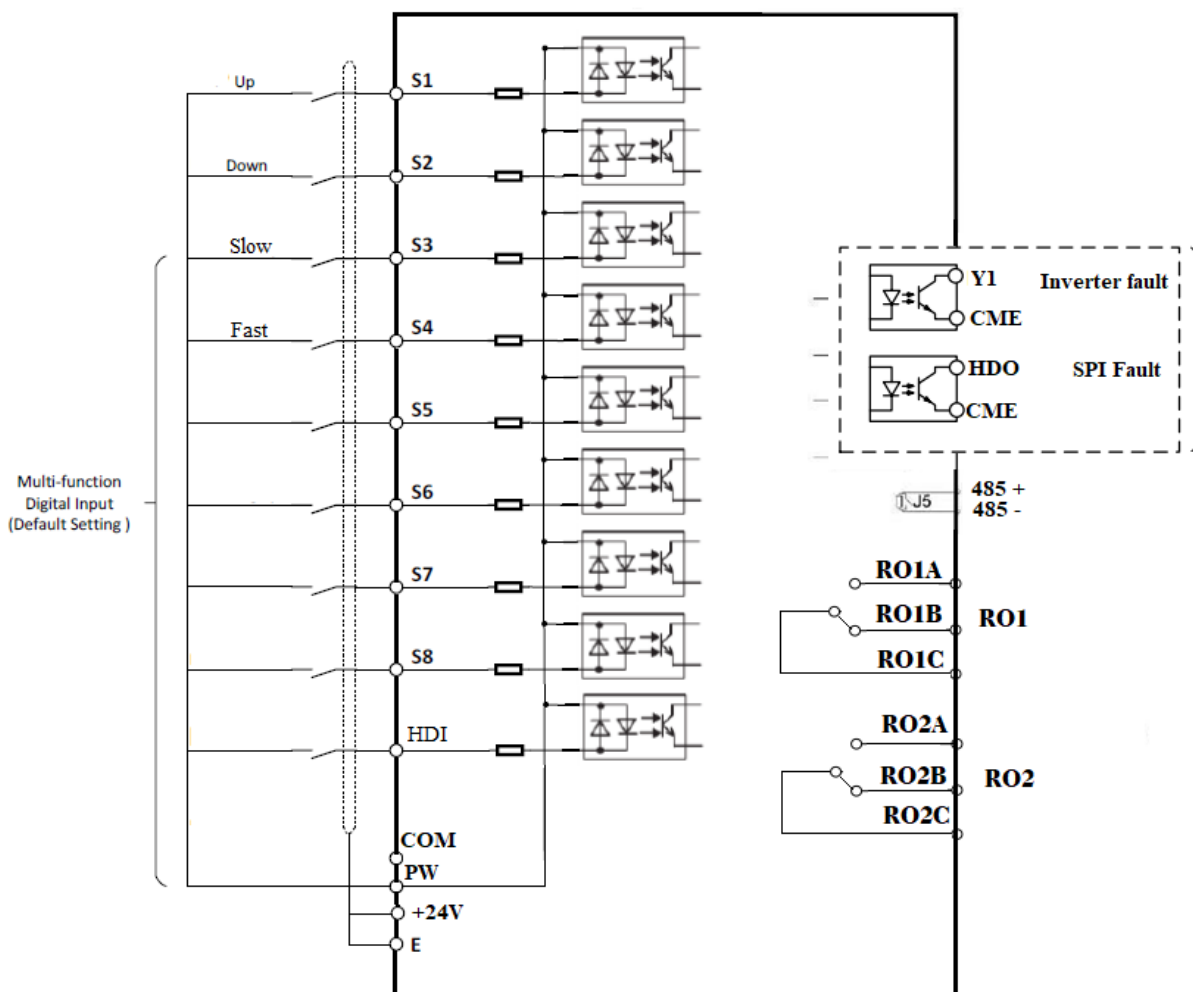 Up
S1
Down
S2
Slow
S3
Fast
S4
S5
S6
S7
S8
HDI
Multi-function
Digital Input
(Default Setting )
COM
PW
+24V
E
Y1
Inverter fault
CME
HDO
SPI Fault
CME
J5
485 +
485 -
RO1A
RO1B
RO1
RO1C
RO2A
RO2B
RO2
RO2C